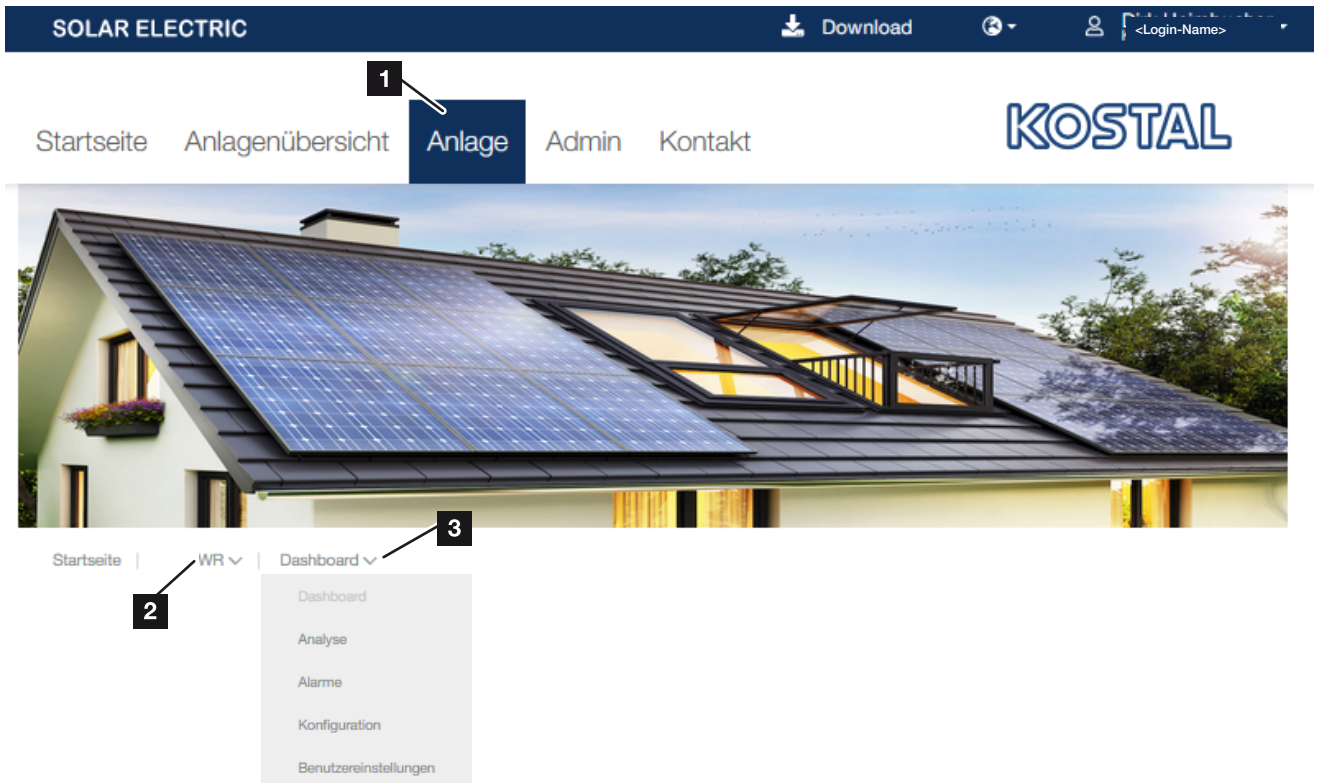 SOLAR ELECTRIC Download <Login-Name>
1
Startseite Anlagenübersicht Anlage Admin Kontakt KOSTAL
3
Startseite | WR | Dashboard
2
Dashboard
Analyse
Alarme
Konfiguration
Benutzereinstellungen